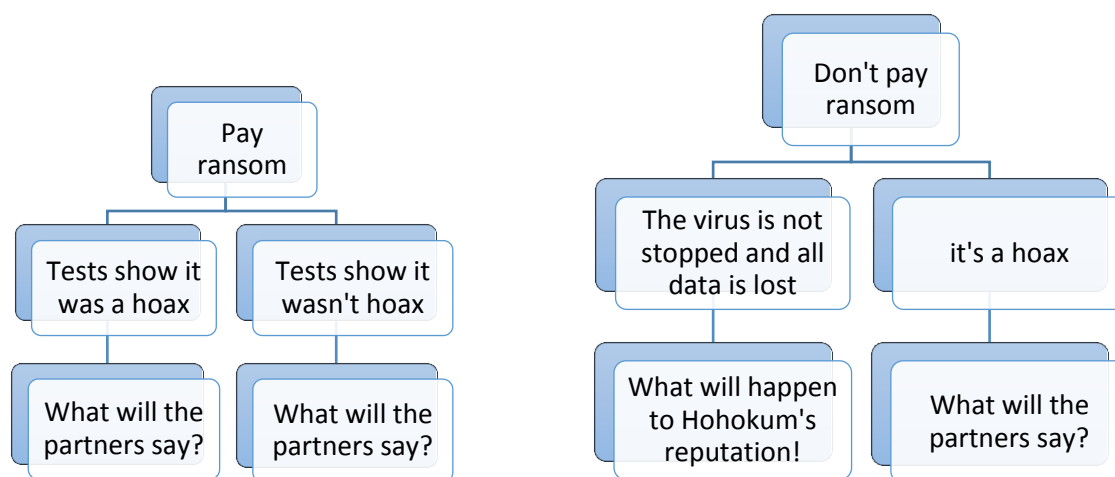 Pay
ransom
Tests show it
was a hoax
Tests show it
wasn't hoax
What will the
partners say?
What will the
partners say?
Don't pay
ransom
The virus is not
stopped and all
data is lost
it's a hoax
What will happen
to Hohokum's
reputation!
What will the
partners say?